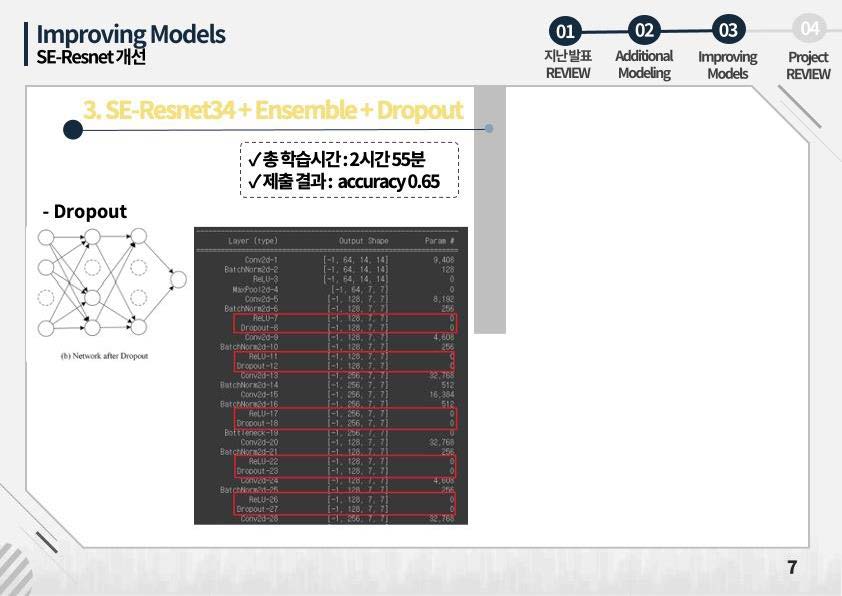 Improving Models
SE-Resnet 개선
01
지난 발표
REVIEW
02
Additional
Modeling
03
Improving
Models
04
Project
REVIEW
3. SE-Resnet34 + Ensemble + Dropout
✓ 총 학습시간 : 2시간 55분
✓ 제출 결과 : accuracy 0.65
- Dropout
(b) Network after Dropout
Layer (type) Output Shape Param #
Conv2d-1 [-1, 64, 14, 14] 9,408
BatchNorm2d-2 [-1, 64, 14, 14] 128
ReLU-3 [-1, 64, 14, 14] 0
MaxPool2d-4 [-1, 64, 7, 7] 0
Conv2d-5 [-1, 128, 7, 7] 8,192
BatchNorm2d-6 [-1, 128, 7, 7] 256
ReLU-7 [-1, 128, 7, 7] 0
Dropout-8 [-1, 128, 7, 7] 0
Conv2d-9 [-1, 128, 7, 7] 4,608
BatchNorm2d-10 [-1, 128, 7, 7] 256
ReLU-11 [-1, 128, 7, 7] 0
Dropout-12 [-1, 128, 7, 7] 0
Conv2d-13 [-1, 256, 7, 7] 32,768
BatchNorm2d-14 [-1, 256, 7, 7] 512
Conv2d-15 [-1, 256, 7, 7] 16,384
BatchNorm2d-16 [-1, 256, 7, 7] 512
ReLU-17 [-1, 256, 7, 7] 0
Dropout-18 [-1, 256, 7, 7] 0
Bottleneck-19 [-1, 256, 7, 7] 0
Conv2d-20 [-1, 128, 7, 7] 32,768
BatchNorm2d-21 [-1, 128, 7, 7] 256
ReLU-22 [-1, 128, 7, 7] 0
Dropout-23 [-1, 128, 7, 7] 0
Conv2d-24 [-1, 128, 7, 7] 4,608
BatchNorm2d-25 [-1, 128, 7, 7] 256
ReLU-26 [-1, 128, 7, 7] 0
Dropout-27 [-1, 128, 7, 7] 0
Conv2d-28 [-1, 256, 7, 7] 32,768
7